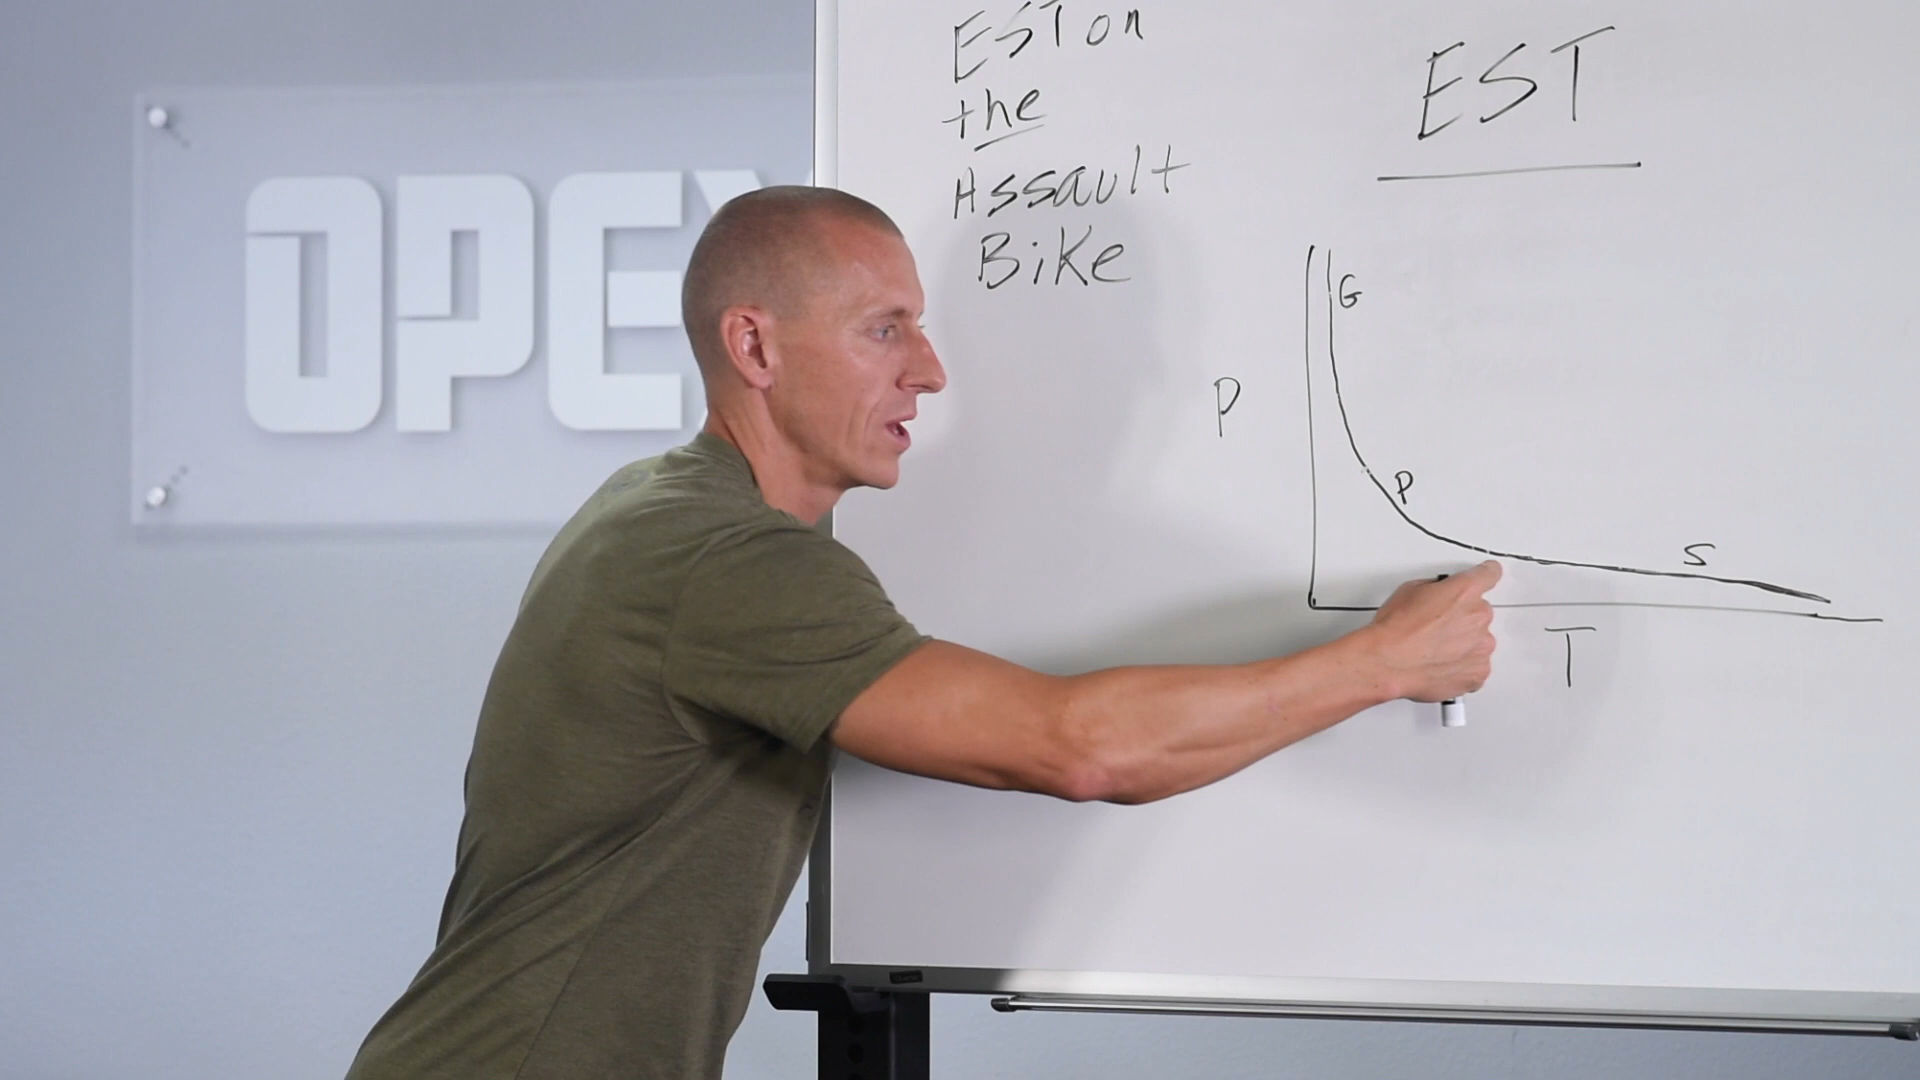 OPEX
EST on
the
Assault
Bike
EST
G
P
P
S
T